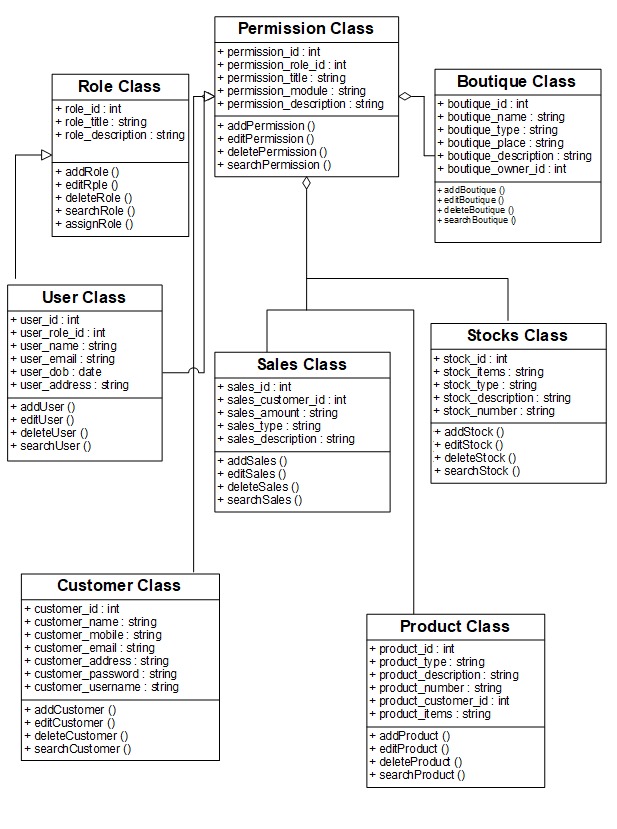 Permission Class
+ permission_id : int
+ permission_role_id : int
+ permission_title : string
+ permission_module : string
+ permission_description : string
+ addPermission ()
+ editPermission ()
+ deletePermission ()
+ searchPermission ()
Role Class
+ role_id : int
+ role_title : string
+ role_description : string
+ addRole ()
+ editRple ()
+ deleteRole ()
+ searchRole ()
+ assignRole ()
Boutique Class
+ boutique_id : int
+ boutique_name : string
+ boutique_type : string
+ boutique_place : string
+ boutique_description : string
+ boutique_owner_id : int
+ addBoutique ()
+ editBoutique ()
+ deleteBoutique ()
+ searchBoutique ()
User Class
+ user_id : int
+ user_role_id : int
+ user_name : string
+ user_email : string
+ user_dob : date
+ user_address : string
+ addUser ()
+ editUser ()
+ deleteUser ()
+ searchUser ()
Sales Class
+ sales_id : int
+ sales_customer_id : int
+ sales_amount : string
+ sales_type : string
+ sales_description : string
+ addSales ()
+ editSales ()
+ deleteSales ()
+ searchSales ()
Stocks Class
+ stock_id : int
+ stock_items : string
+ stock_type : string
+ stock_description : string
+ stock_number : string
+ addStock ()
+ editStock ()
+ deleteStock ()
+ searchStock ()
Customer Class
+ customer_id : int
+ customer_name : string
+ customer_mobile : string
+ customer_email : string
+ customer_address : string
+ customer_password : string
+ customer_username : string
+ addCustomer ()
+ editCustomer ()
+ deleteCustomer ()
+ searchCustomer ()
Product Class
+ product_id : int
+ product_type : string
+ product_description : string
+ product_number : string
+ product_customer_id : int
+ product_items : string
+ addProduct ()
+ editProduct ()
+ deleteProduct ()
+ searchProduct ()